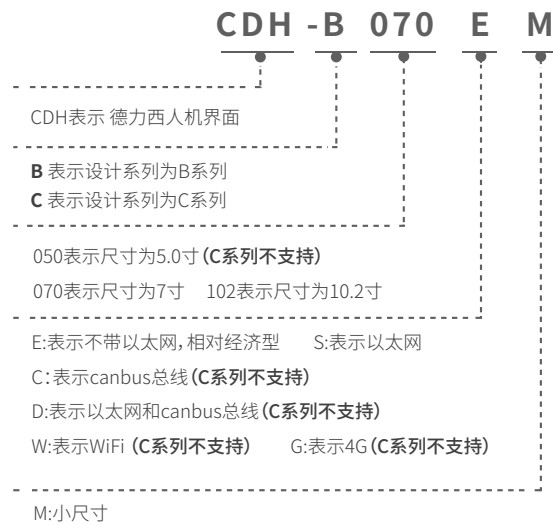 CDH -B 070 E M
CDH表示 德力西人机界面
B 表示设计系列为B系列
C 表示设计系列为C系列
050表示尺寸为5.0寸(C系列不支持)
070表示尺寸为7寸 102表示尺寸为10.2寸
E:表示不带以太网,相对经济型 S:表示以太网
C:表示canbus总线(C系列不支持)
D:表示以太网和canbus总线(C系列不支持)
W:表示WiFi (C系列不支持) G:表示4G(C系列不支持)
M:小尺寸